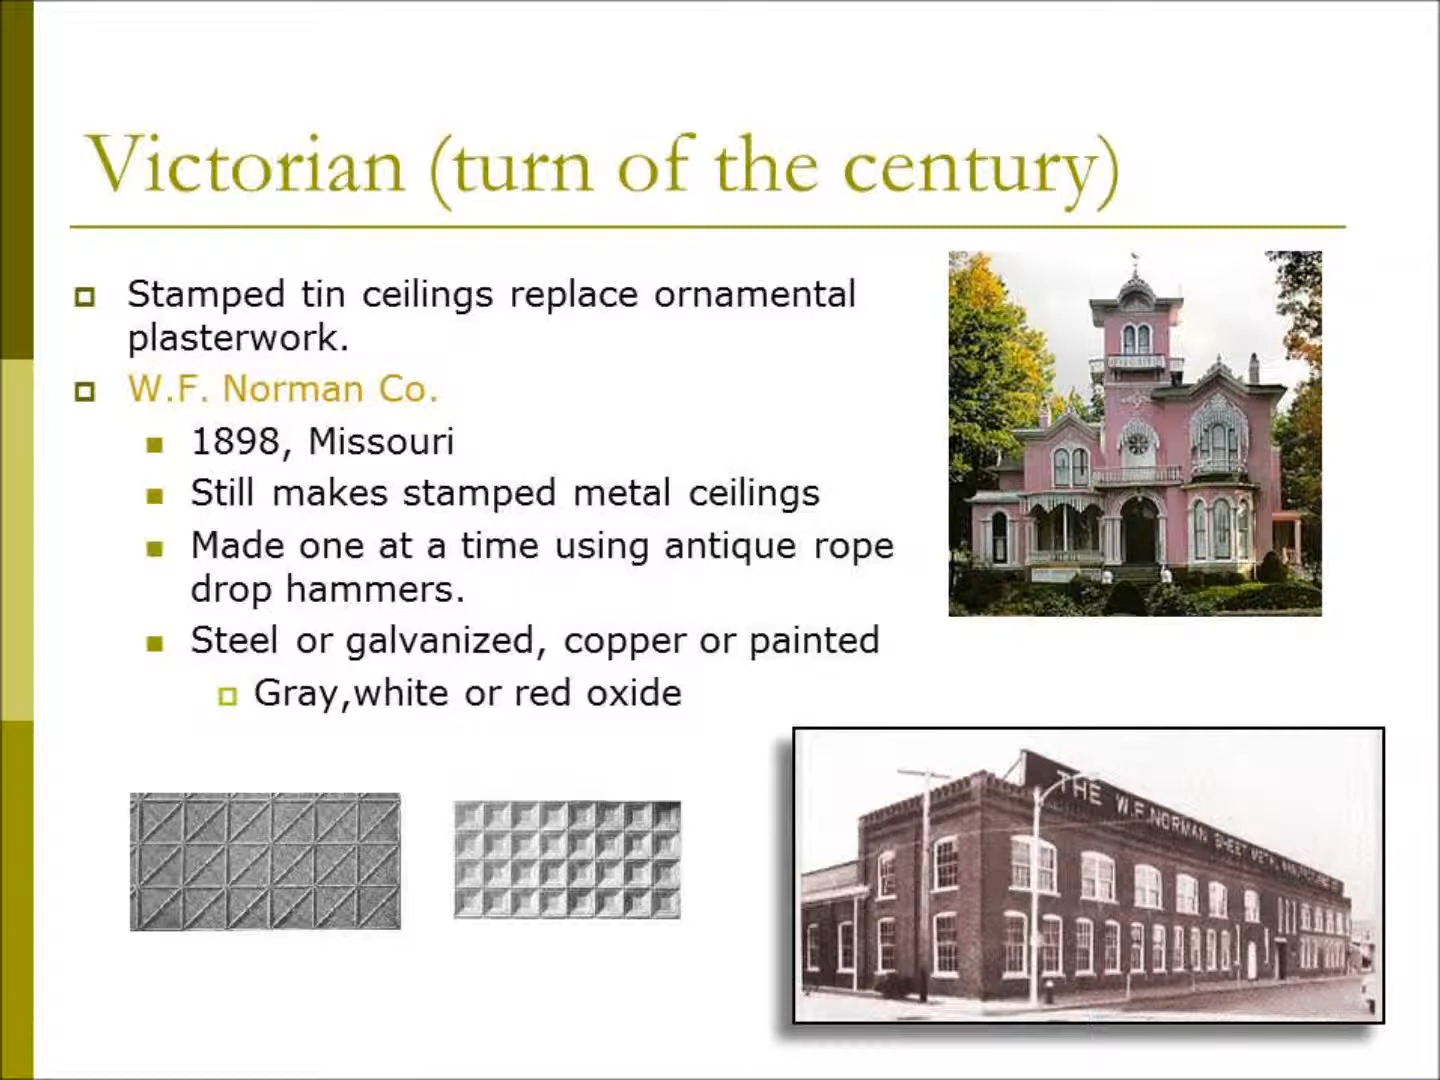 Victorian (turn of the century)
Stamped tin ceilings replace ornamental
plasterwork.
W.F. Norman Co.
1898, Missouri
Still makes stamped metal ceilings
Made one at a time using antique rope
drop hammers.
Steel or galvanized, copper or painted
Gray,white or red oxide
THE W.F. NORMAN SHEET METAL MANUFACTURING